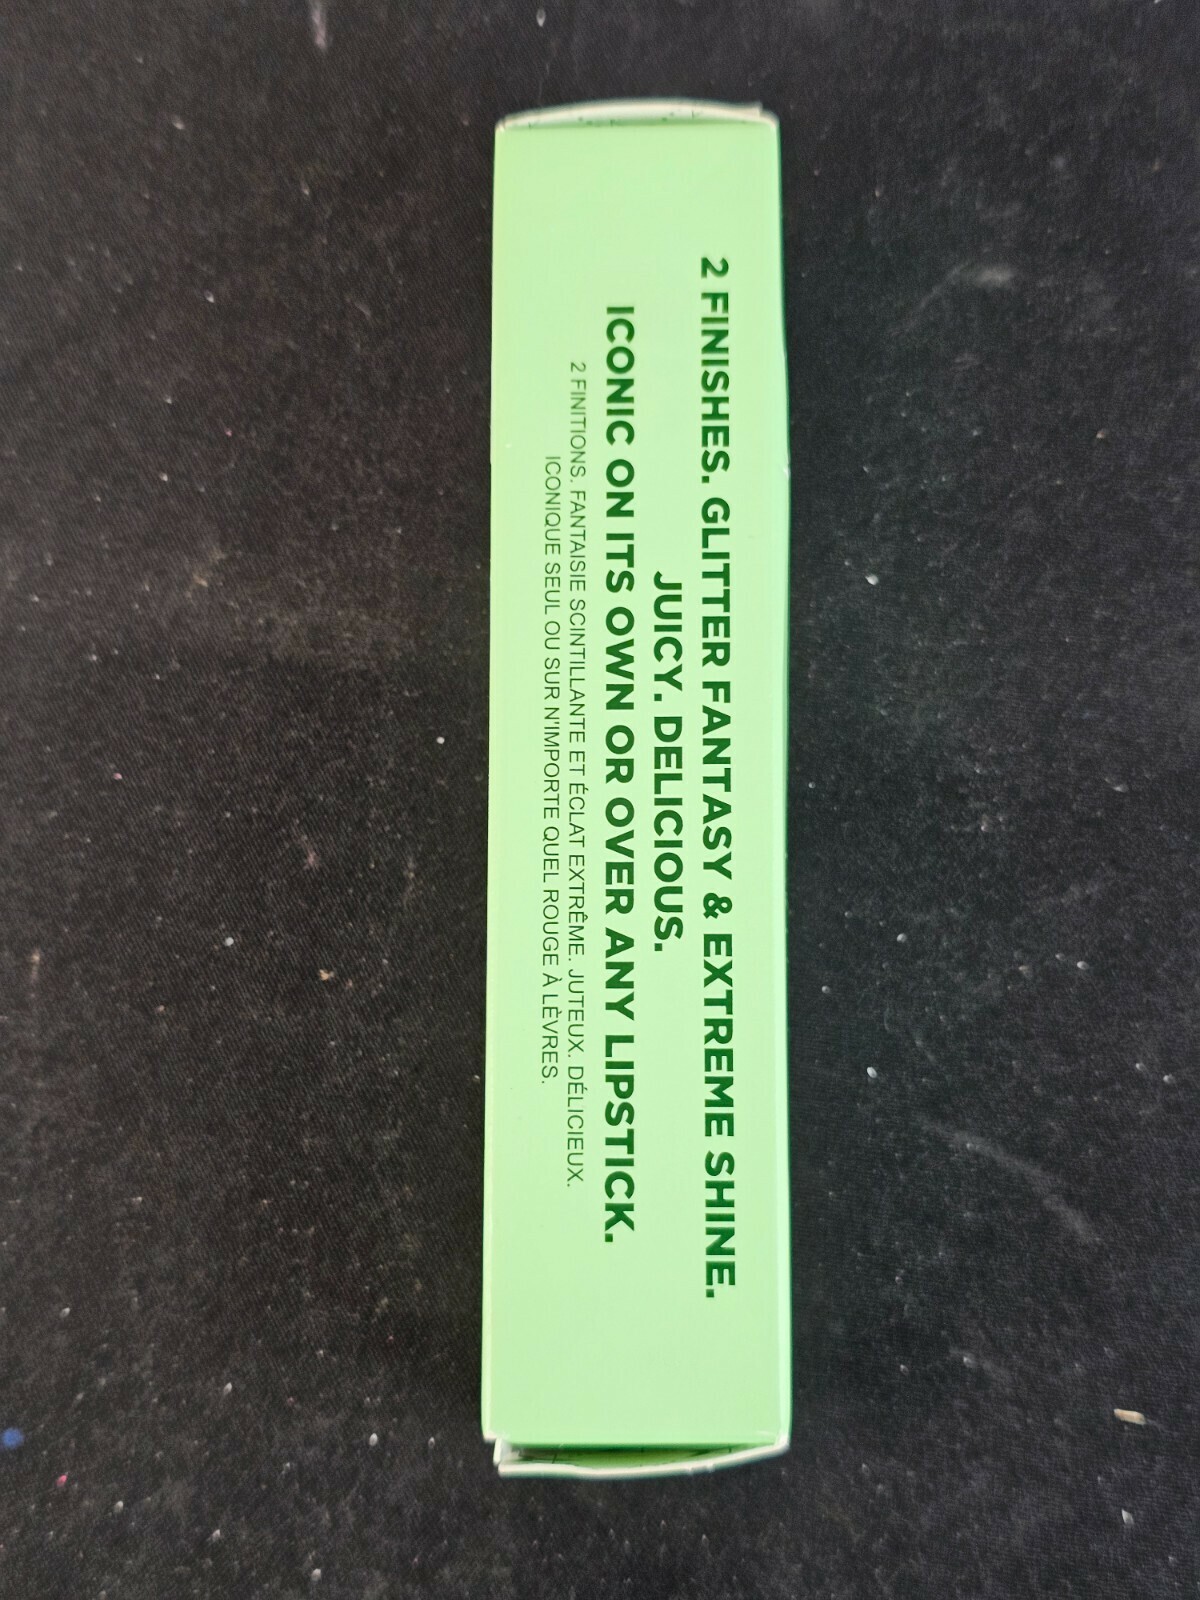 2 FINISHES. GLITTER FANTASY & EXTREME SHINE.
JUICY. DELICIOUS.
ICONIC ON ITS OWN OR OVER ANY LIPSTICK.
2 FINITIONS. FANTAISIE SCINTILLANTE ET ÉCLAT EXTRÊME. JUTEUX. DÉLICIEUX.
ICONIQUE SEUL OU SUR N'IMPORTE QUEL ROUGE À LÈVRES.